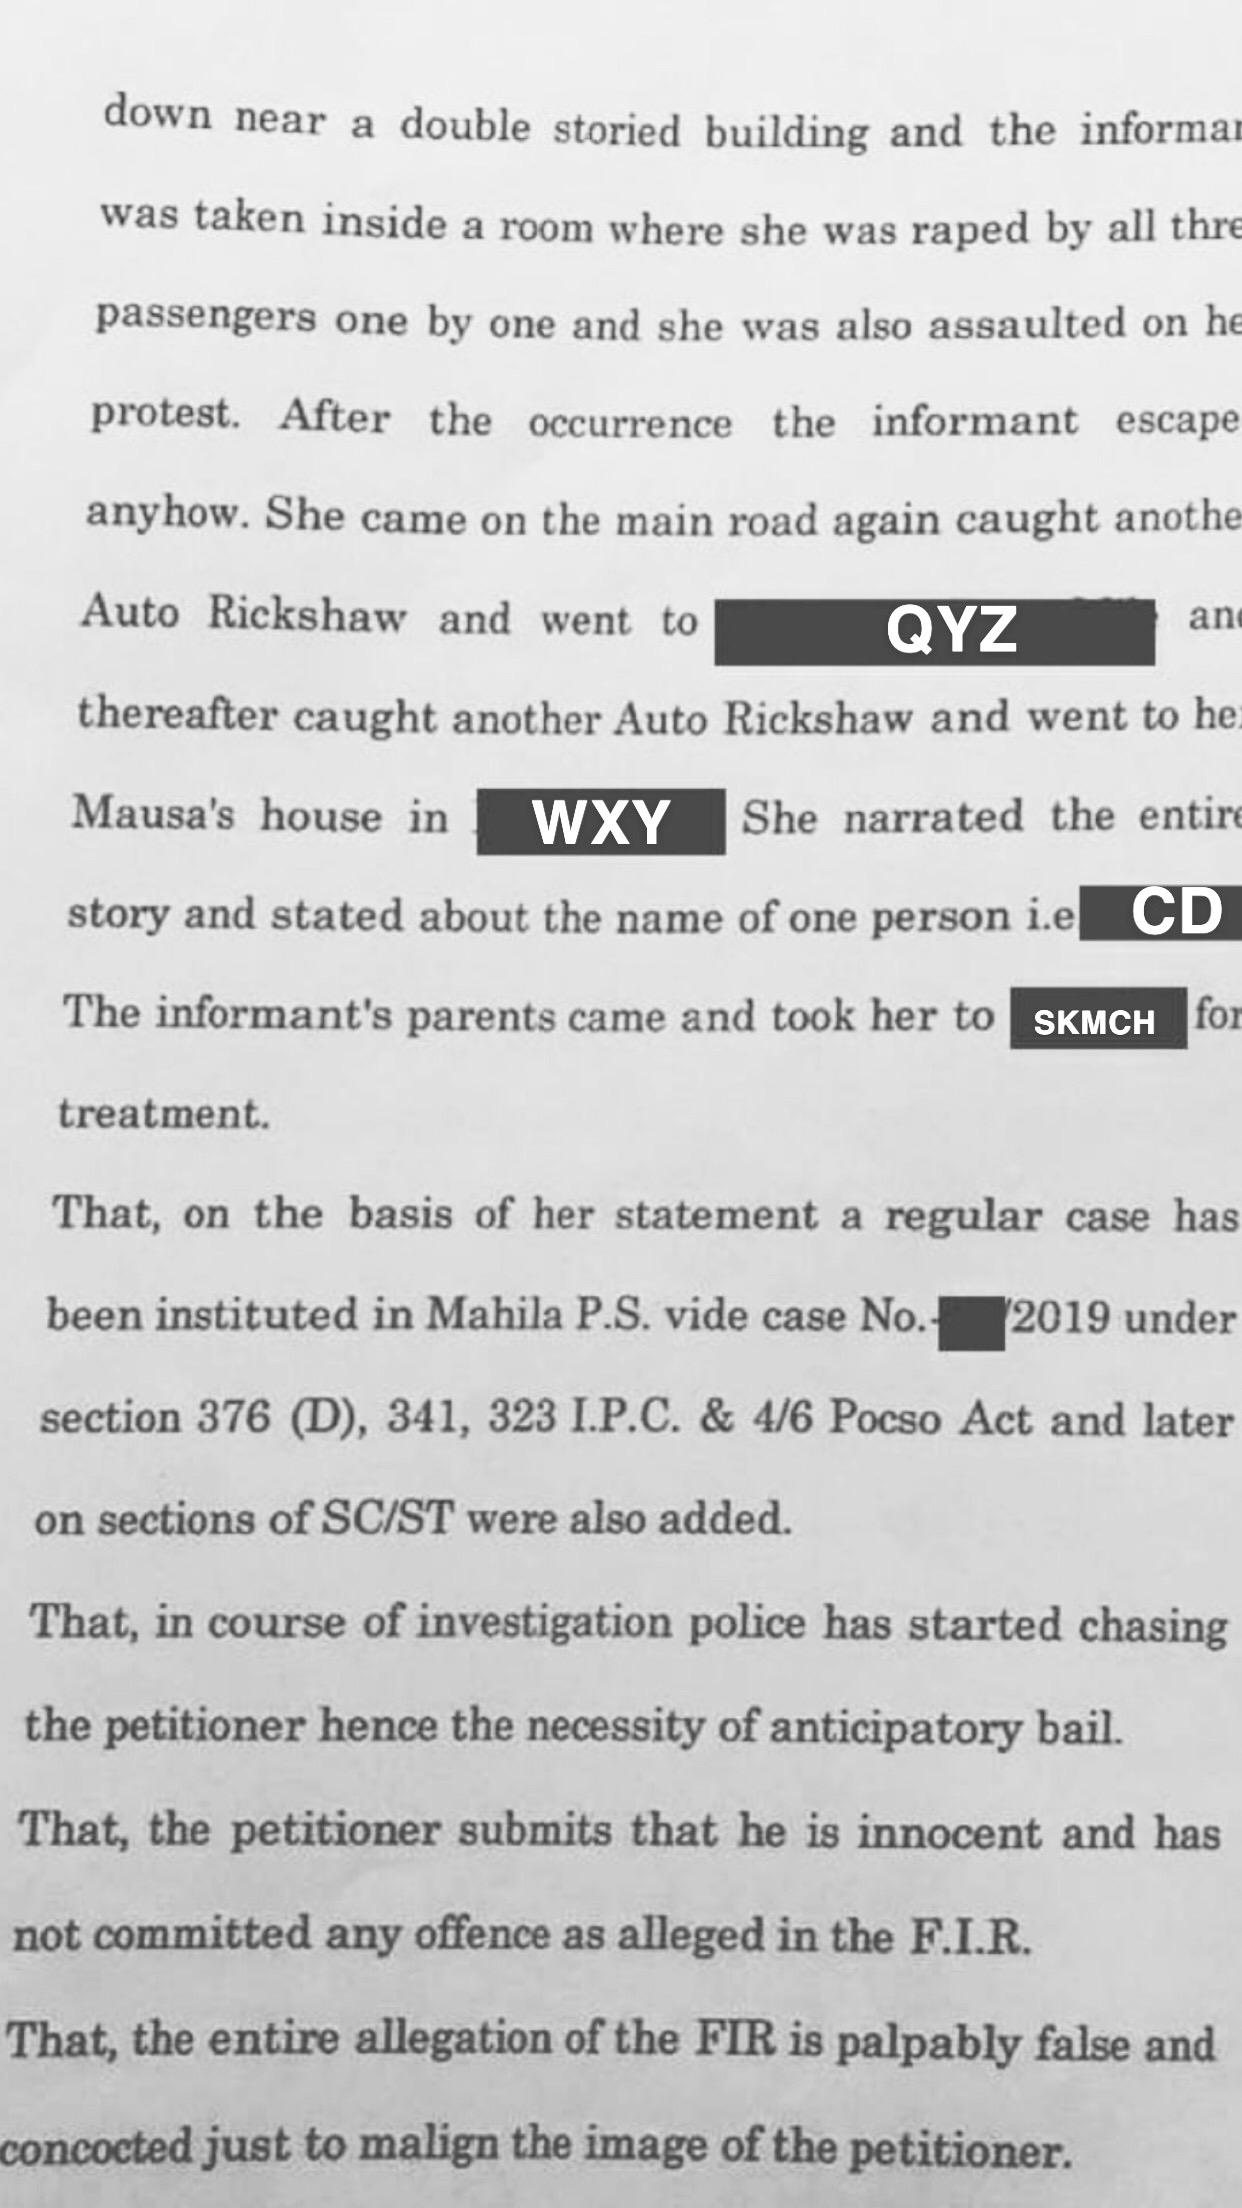 down near a double storied building and the informan
was taken inside a room where she was raped by all thre
passengers one by one and she was also assaulted on he
protest. After the occurrence the informant escape
anyhow. She came on the main road again caught anothe
Auto Rickshaw and went to QYZ and
thereafter caught another Auto Rickshaw and went to her
Mausa's house in WXY She narrated the entire
story and stated about the name of one person i.e CD
The informant's parents came and took her to SKMCH for
treatment.
That, on the basis of her statement a regular case has
been instituted in Mahila P.S. vide case No.- /2019 under
section 376 (D), 341, 323 I.P.C. & 4/6 Pocso Act and later
on sections of SC/ST were also added.
That, in course of investigation police has started chasing
the petitioner hence the necessity of anticipatory bail.
That, the petitioner submits that he is innocent and has
not committed any offence as alleged in the F.I.R.
That, the entire allegation of the FIR is palpably false and
concocted just to malign the image of the petitioner.